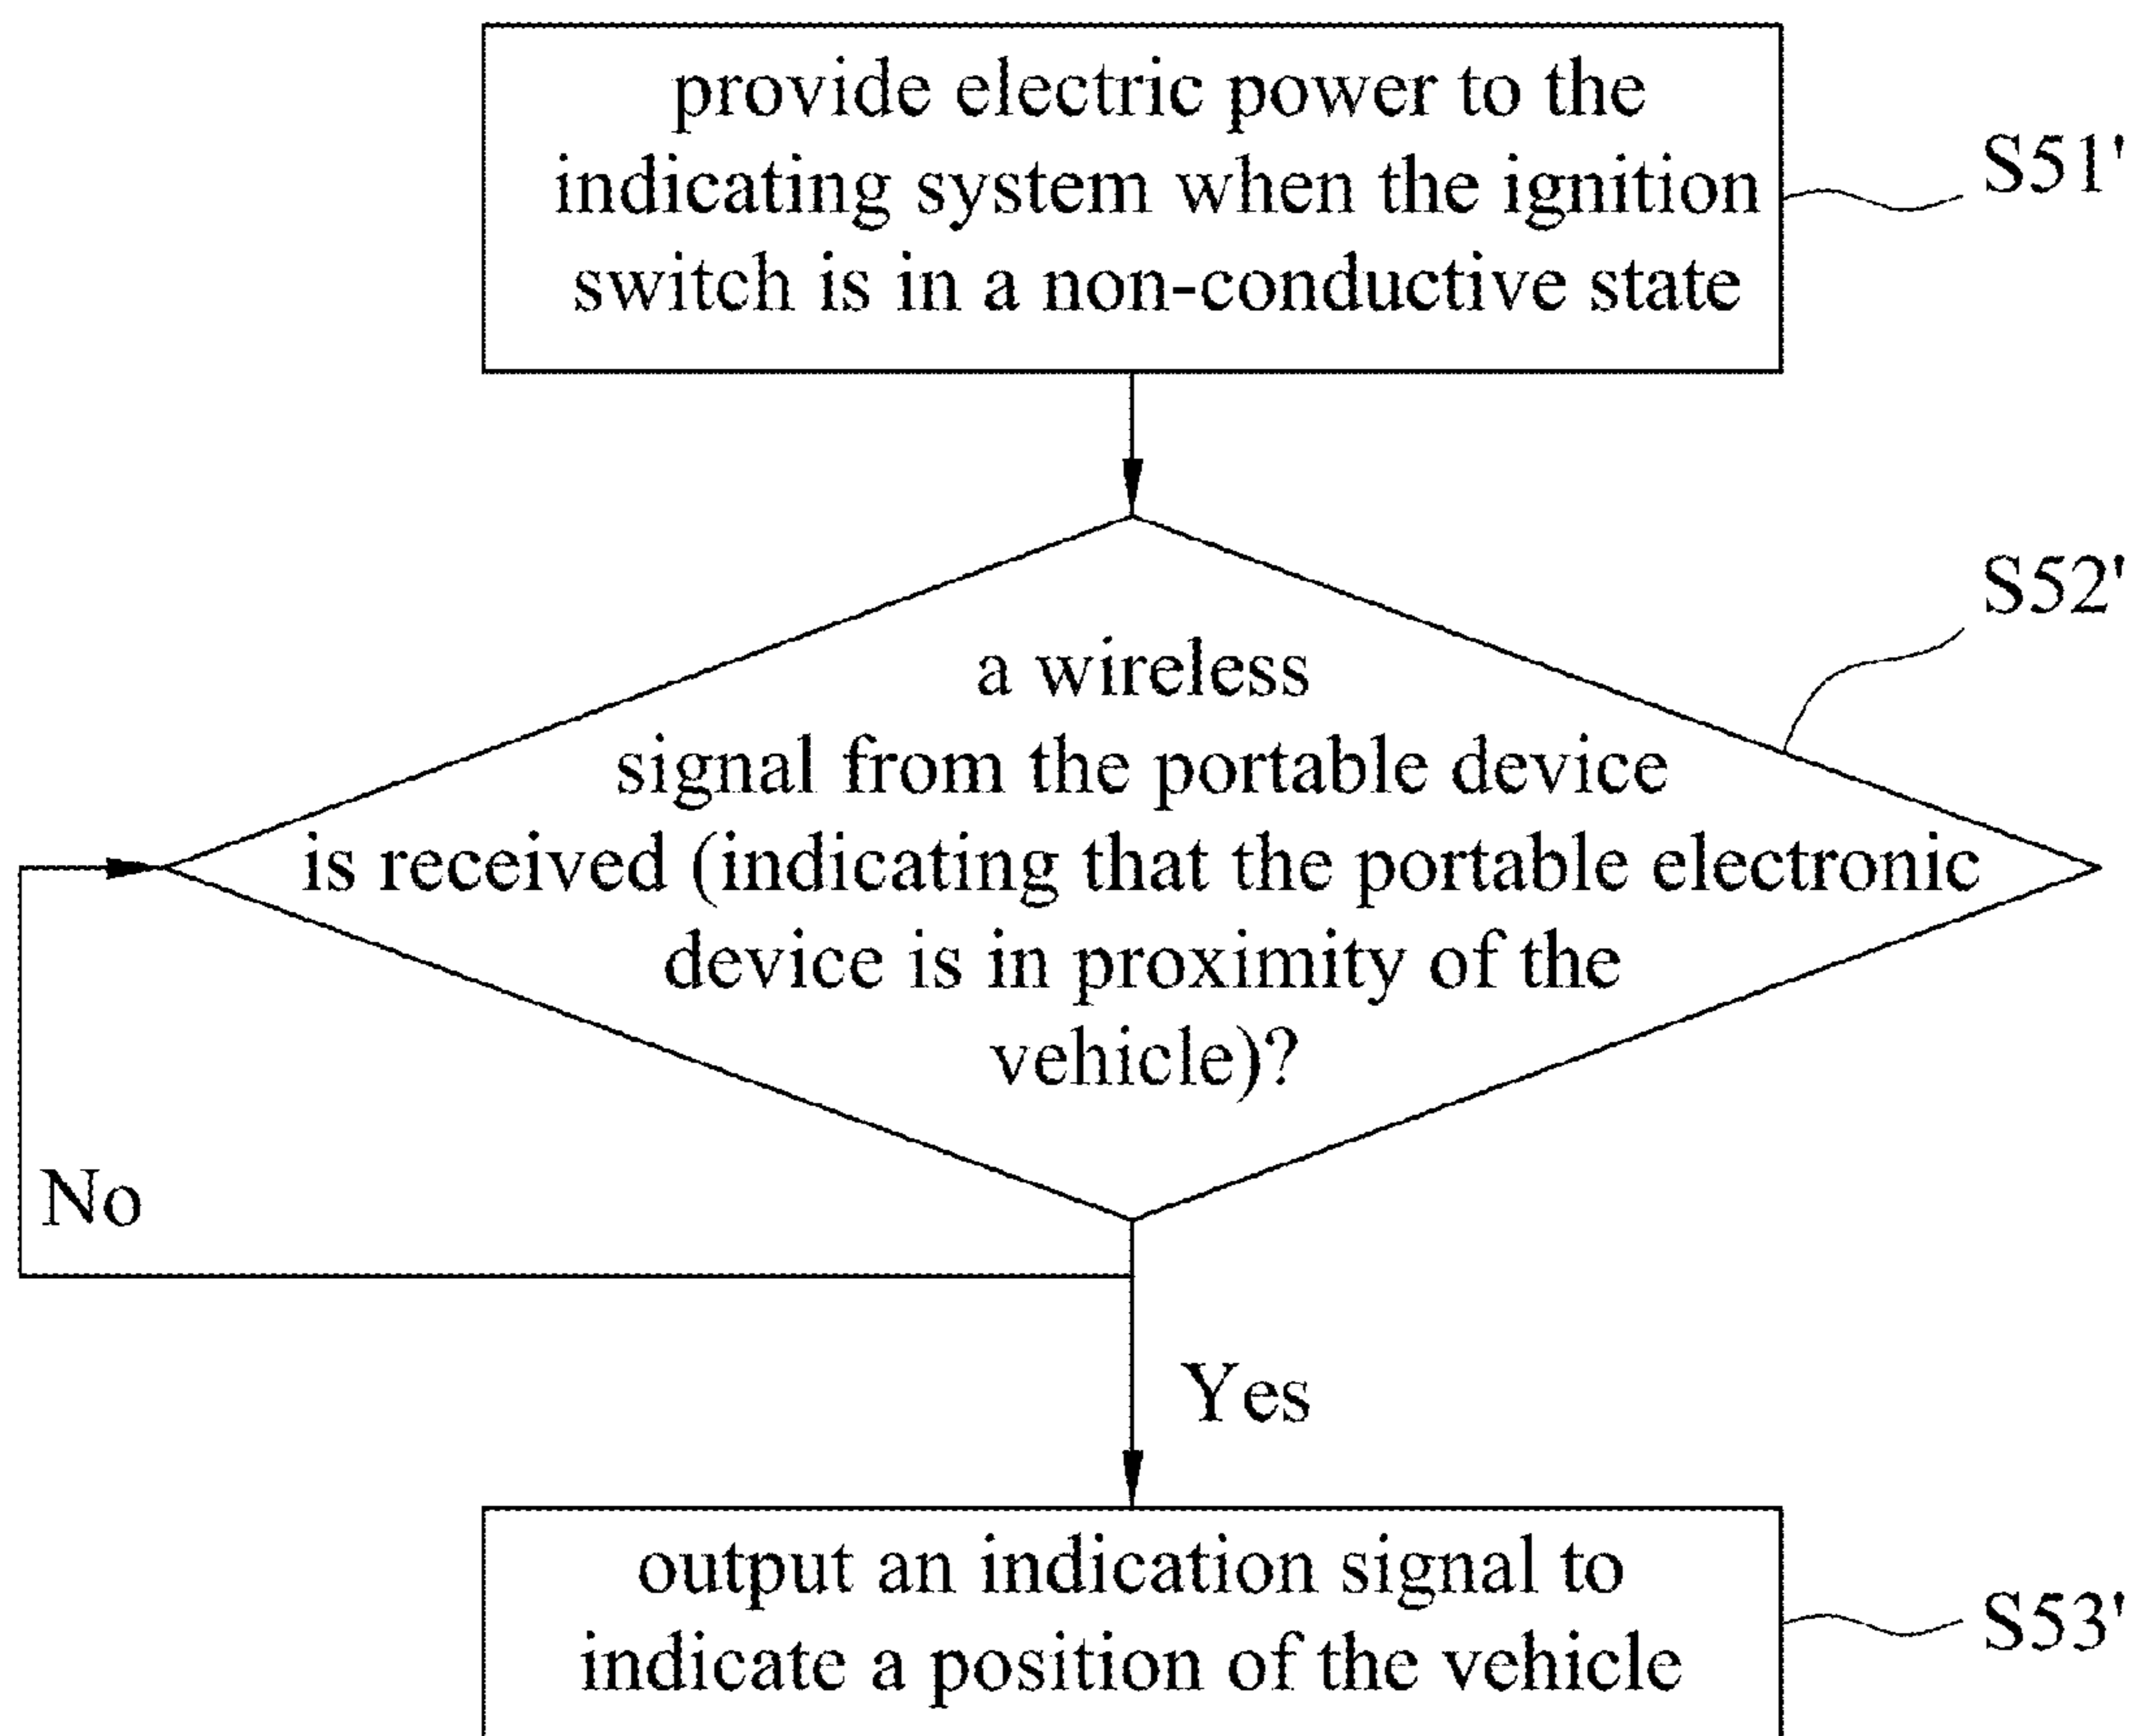 provide electric power to the
indicating system when the ignition
switch is in a non-conductive state
S51'
S52'
a wireless
signal from the portable device
is received (indicating that the portable electronic
device is in proximity of the
vehicle)?
No
Yes
output an indication signal to
indicate a position of the vehicle
S53'